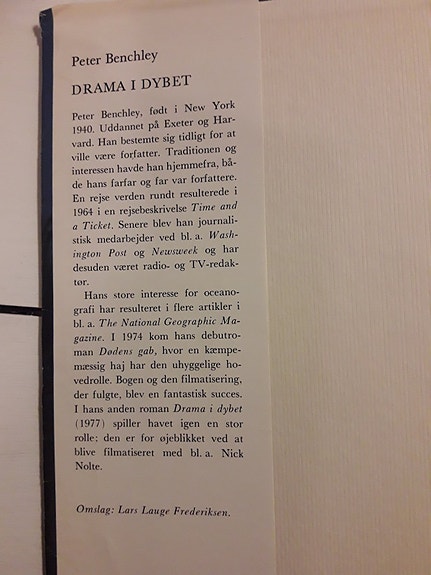 Peter Benchley
DRAMA I DYBET
Peter Benchley, født i New York
1940. Uddannet på Exeter og Har-
vard. Han bestemte sig tidligt for at
ville være forfatter. Traditionen og
interessen havde han hjemmefra, bå-
de hans farfar og far var forfattere.
En rejse verden rundt resulterede i
1964 i en rejsebeskrivelse Time and
a Ticket. Senere blev han journali-
stisk medarbejder ved bl. a. Wash-
ington Post og Newsweek og har
desuden været radio- og TV-redak-
tør.
Hans store interesse for oceano-
grafi har resulteret i flere artikler i
bl. a. The National Geographic Ma-
gazine. I 1974 kom hans debutro-
man Dødens gab, hvor en kæmpe-
mæssig haj har den uhyggelige ho-
vedrolle. Bogen og den filmatisering,
der fulgte, blev en fantastisk succes.
I hans anden roman Drama i dybet
(1977) spiller havet igen en stor
rolle; den er for øjeblikket ved at
blive filmatiseret med bl. a. Nick
Nolte.
Omslag: Lars Lauge Frederiksen.